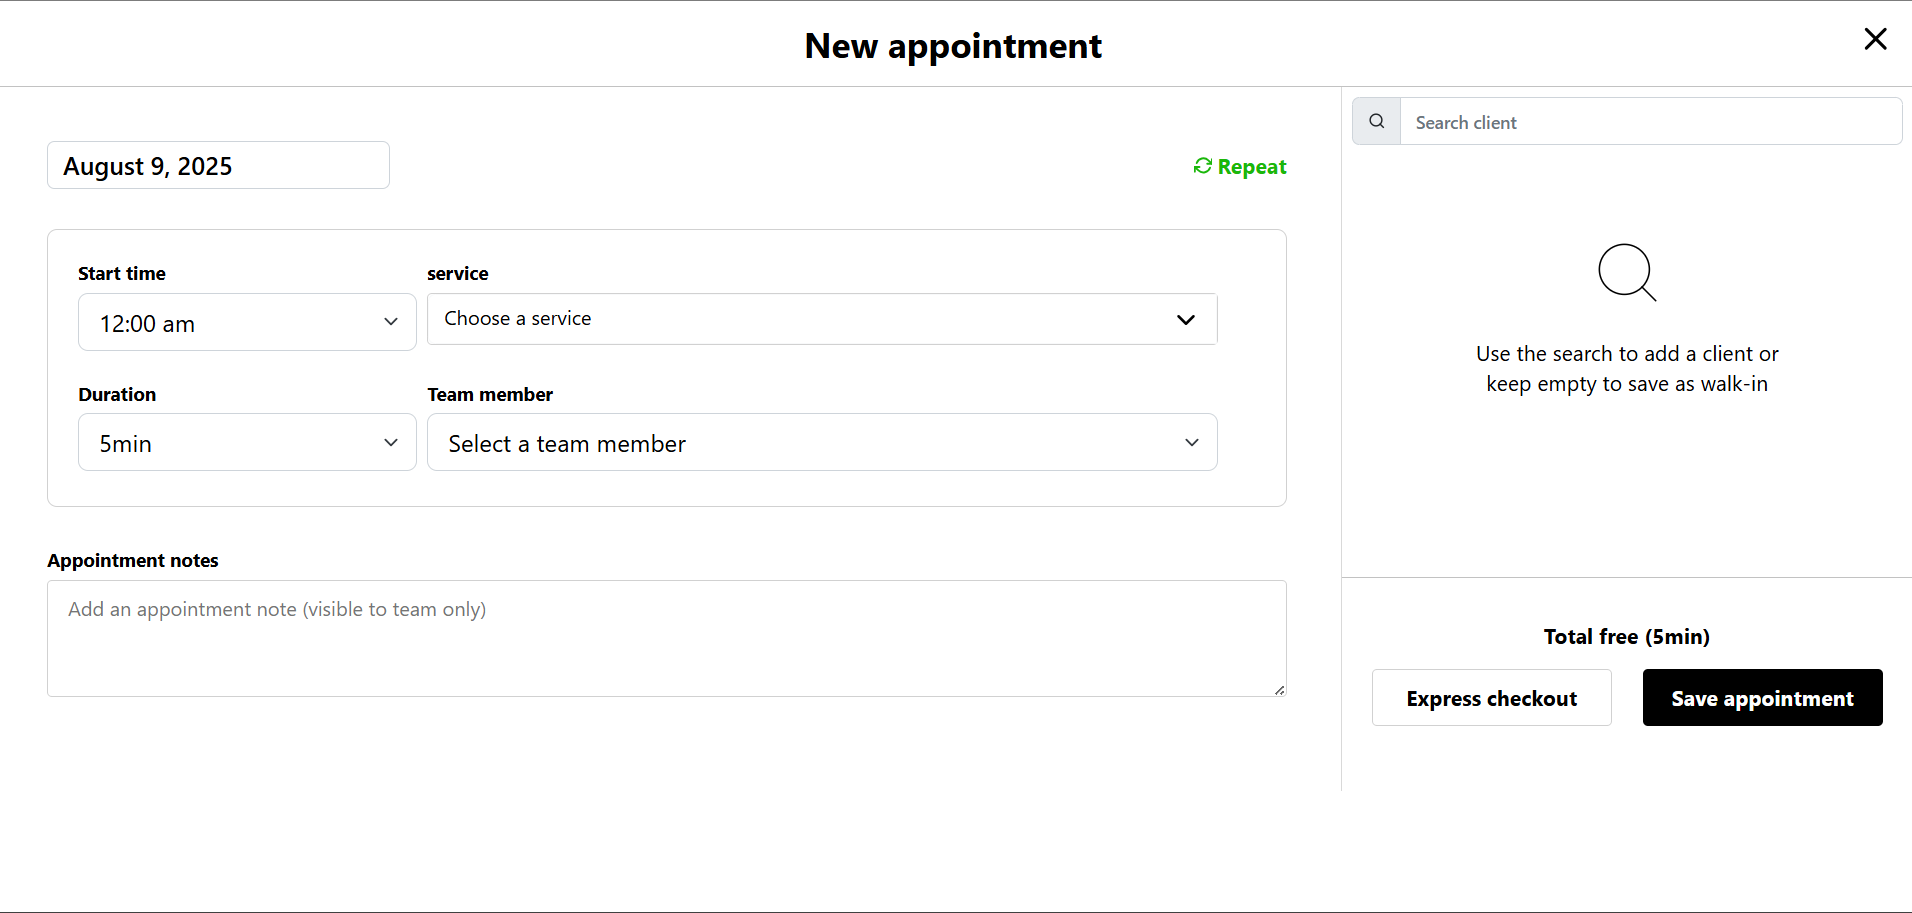 New appointment
August 9, 2025
Repeat
Start time
service
12:00 am
Choose a service
Duration
Team member
5min
Select a team member
Appointment notes
Add an appointment note (visible to team only)
Search client
Use the search to add a client or
keep empty to save as walk-in
Total free (5min)
Express checkout
Save appointment